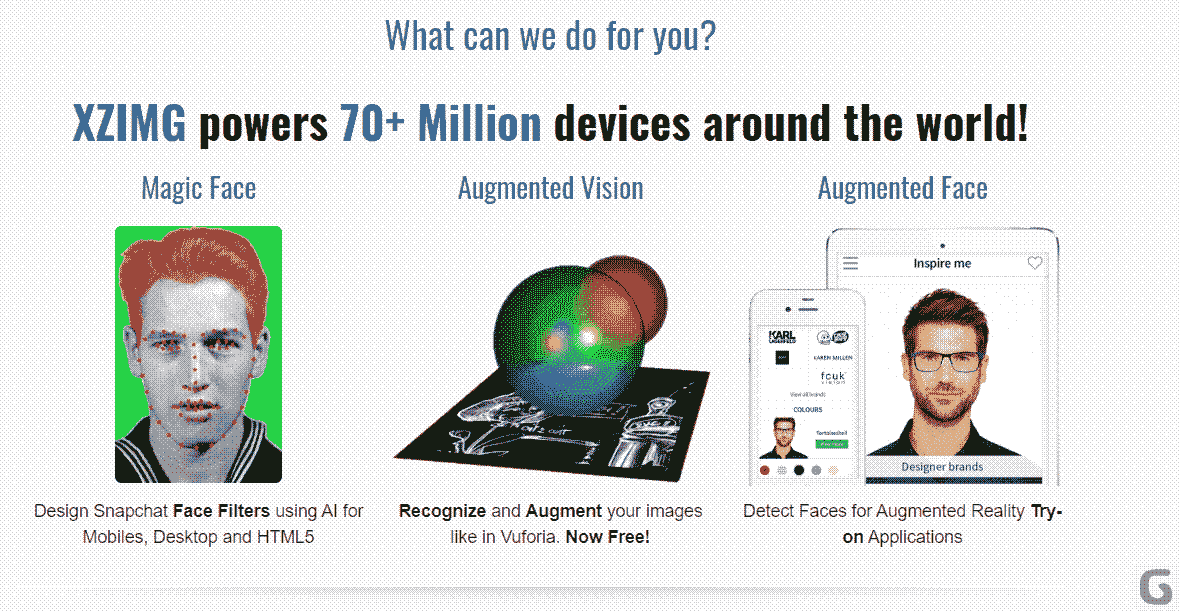 What can we do for you?
XZIMG powers 70+ Million devices around the world!
Magic Face
Augmented Vision
Augmented Face
Inspire me
KARL
LAGERFELD
KAREN MILLEN
fcuk
vision
View all brands
COLOURS
Tortoiseshell
Designer brands
Design Snapchat Face Filters using AI for
Mobiles, Desktop and HTML5
Recognize and Augment your images
like in Vuforia. Now Free!
Detect Faces for Augmented Reality Try-
on Applications
G